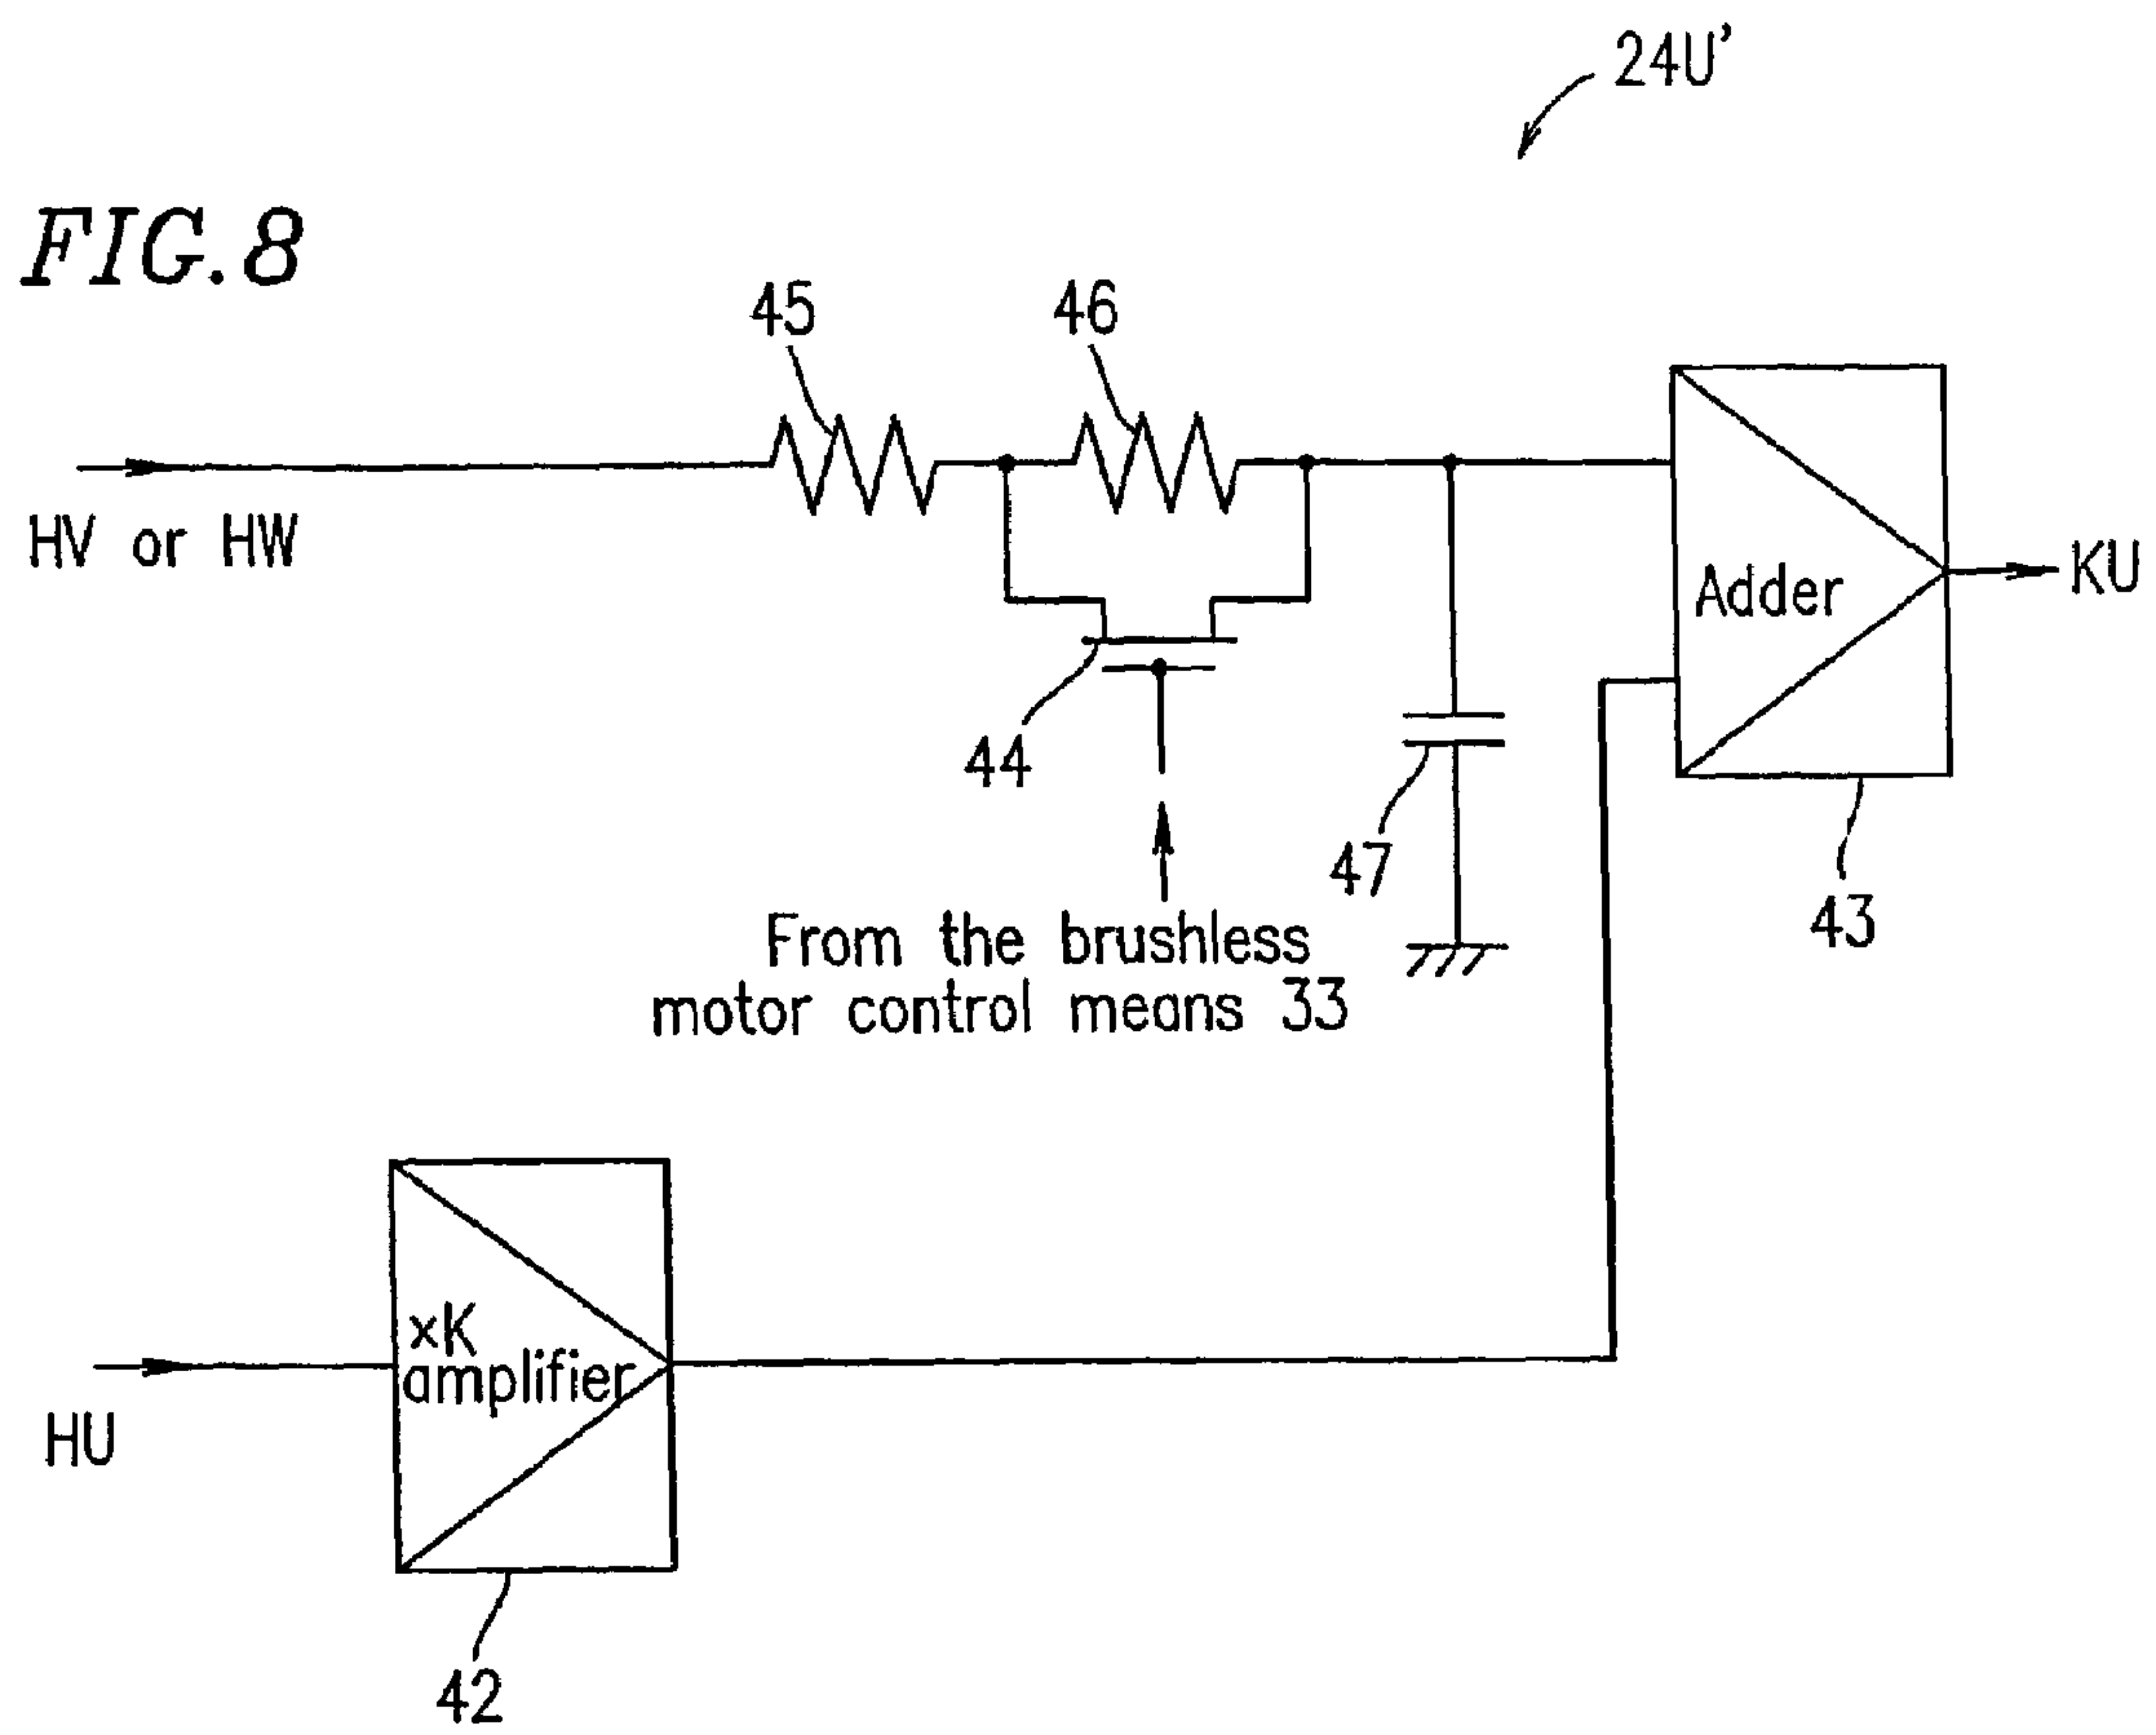 24U'
FIG.8
45
46
HV or HW
Adder
KU
44
47
43
From the brushless
motor control means 33
xK
amplifier
HU
42